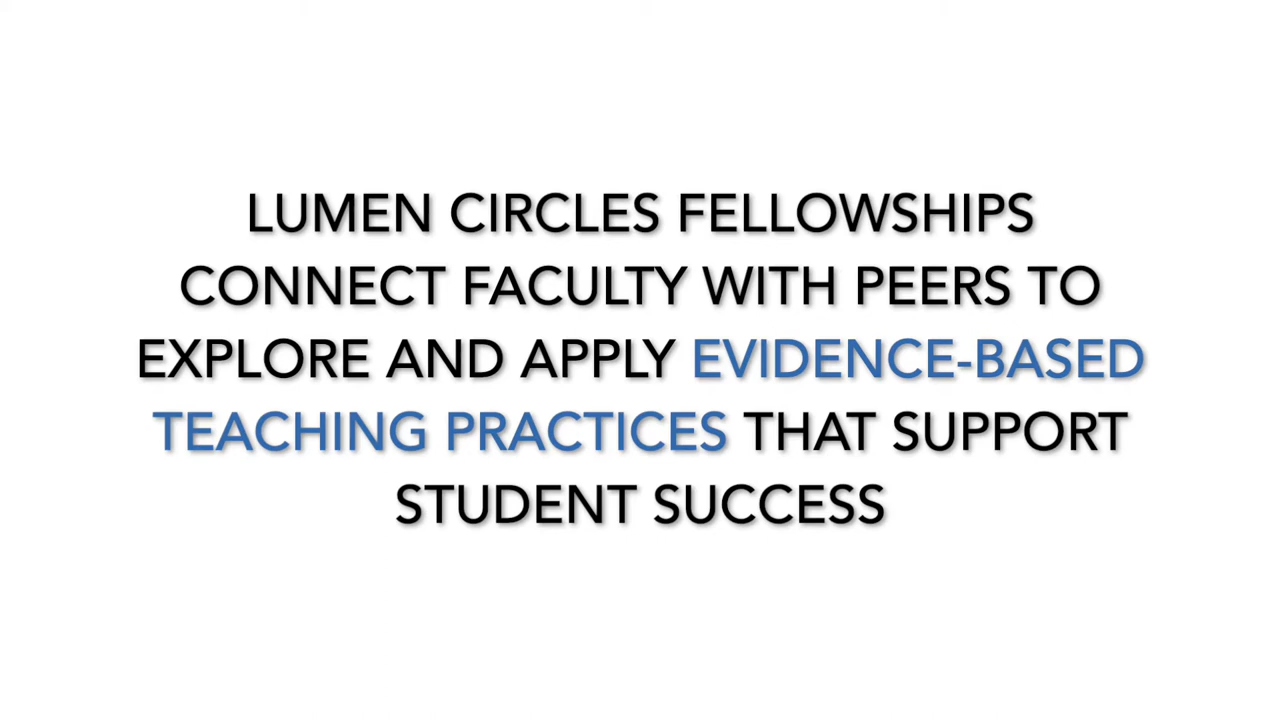 LUMEN CIRCLES FELLOWSHIPS
CONNECT FACULTY WITH PEERS TO
EXPLORE AND APPLY EVIDENCE-BASED
TEACHING PRACTICES THAT SUPPORT
STUDENT SUCCESS